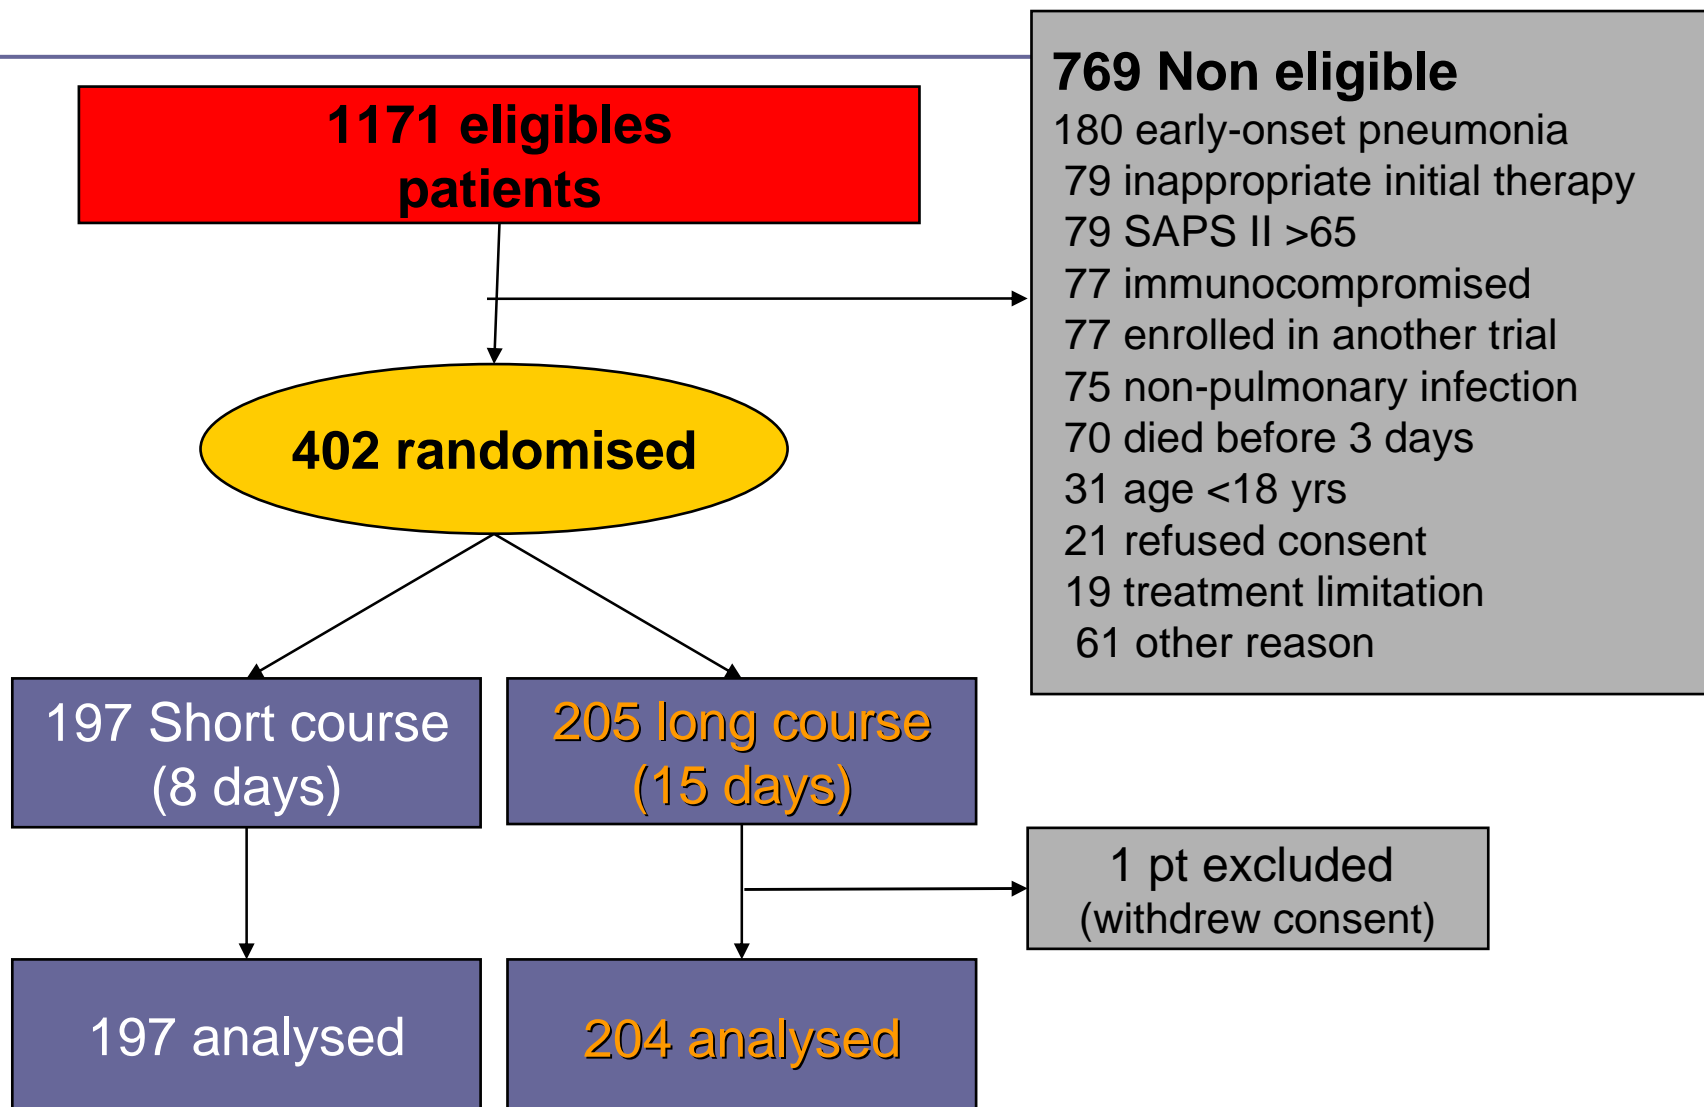 1171 eligibles
patients
769 Non eligible
180 early-onset pneumonia
79 inappropriate initial therapy
79 SAPS II >65
77 immunocompromised
77 enrolled in another trial
75 non-pulmonary infection
70 died before 3 days
31 age <18 yrs
21 refused consent
19 treatment limitation
61 other reason
402 randomised
197 Short course
(8 days)
205 long course
(15 days)
1 pt excluded
(withdrew consent)
197 analysed
204 analysed